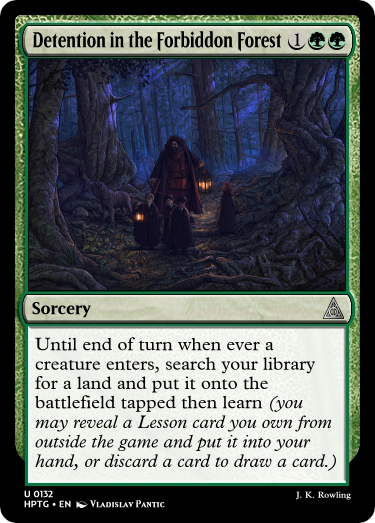 Detention in the Forbiddon Forest 1
Sorcery
Until end of turn when ever a
creature enters, search your library
for a land and put it onto the
battlefield tapped then learn (you
may reveal a Lesson card you own from
outside the game and put it into your
hand, or discard a card to draw a card.)
U 0132
HPTG • EN Vladislav Pantic
J. K. Rowling